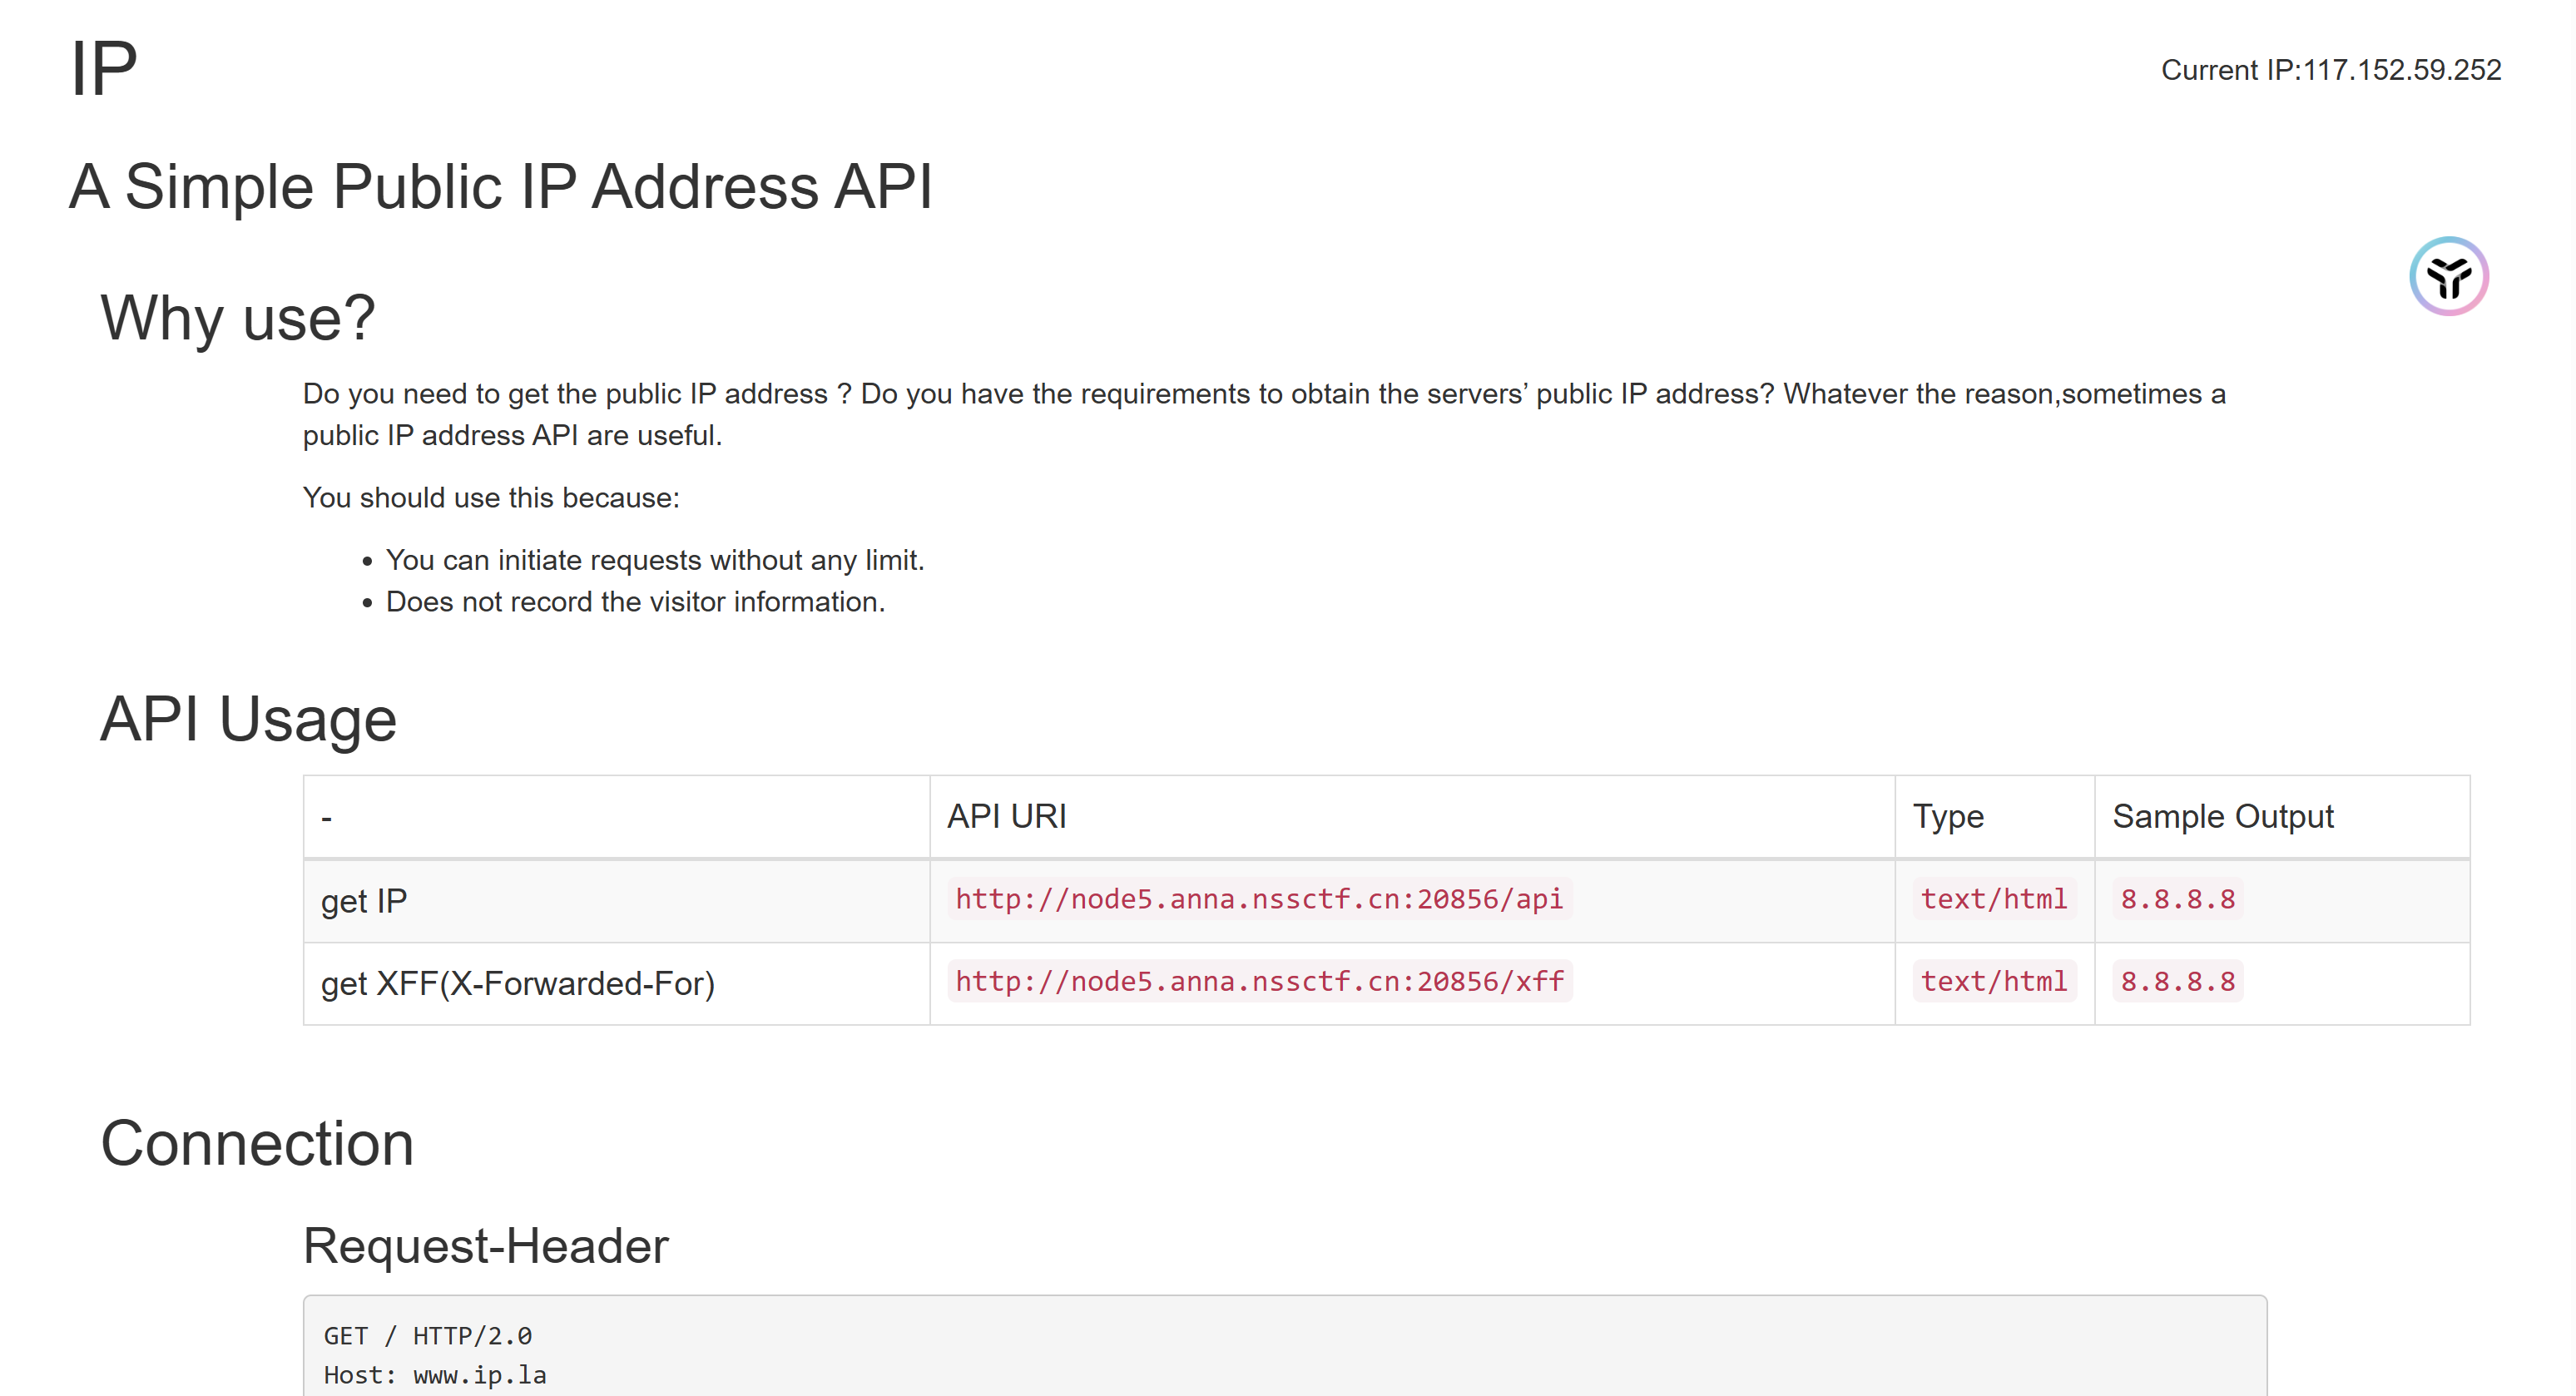 IP
Current IP:117.152.59.252
A Simple Public IP Address API
Why use?
Do you need to get the public IP address ? Do you have the requirements to obtain the servers’ public IP address? Whatever the reason,sometimes a
public IP address API are useful.
You should use this because:
• You can initiate requests without any limit.
• Does not record the visitor information.
API Usage
- API URI Type Sample Output
get IP http://node5.anna.nssctf.cn:20856/api text/html 8.8.8.8
get XFF(X-Forwarded-For) http://node5.anna.nssctf.cn:20856/xff text/html 8.8.8.8
Connection
Request-Header
GET / HTTP/2.0
Host: www.ip.la